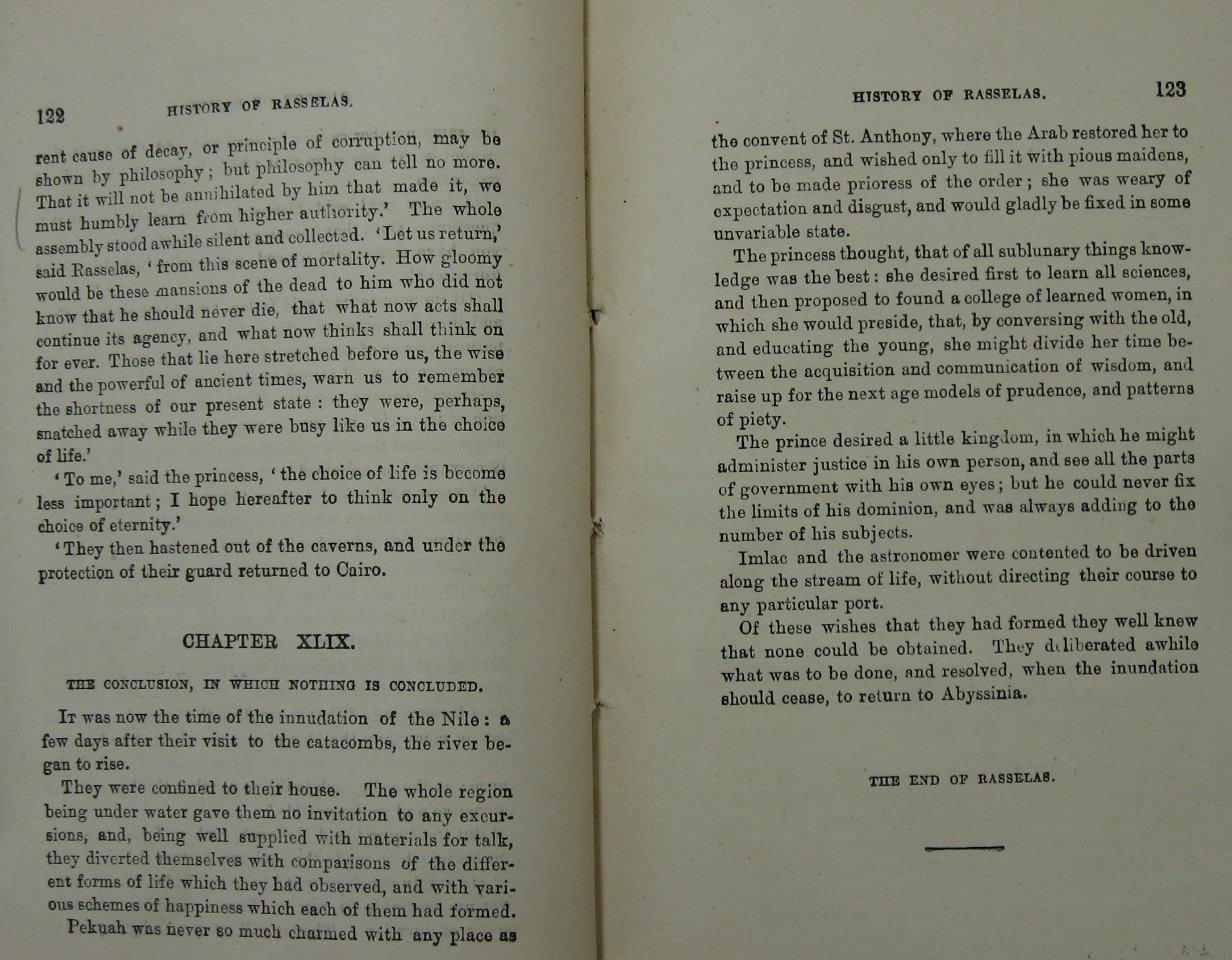 122
HISTORY OF RASSELAS.
rent cause of decay, or principle of corruption, may be
shown by philosophy; but philosophy can tell no more.
That it will not be annihilated by him that made it, we
must humbly learn from higher authority.’ The whole
assembly stood awhile silent and collected. ‘Let us return,’
said Rasselas, ‘from this scene of mortality. How gloomy
would be these mansions of the dead to him who did not
know that he should never die, that what now acts shall
continue its agency, and what now thinks shall think on
for ever. Those that lie here stretched before us, the wise
and the powerful of ancient times, warn us to remember
the shortness of our present state: they were, perhaps,
snatched away while they were busy like us in the choice
of life.’
‘To me,’ said the princess, ‘the choice of life is become
less important; I hope hereafter to think only on the
choice of eternity.’
‘They then hastened out of the caverns, and under the
protection of their guard returned to Cairo.
CHAPTER XLIX.
THE CONCLUSION, IN WHICH NOTHING IS CONCLUDED.
IT was now the time of the innudation of the Nile: a
few days after their visit to the catacombs, the river be-
gan to rise.
They were confined to their house. The whole region
being under water gave them no invitation to any excur-
sions, and, being well supplied with materials for talk,
they diverted themselves with comparisons of the differ-
ent forms of life which they had observed, and with vari-
ous schemes of happiness which each of them had formed.
Pekuah was never so much charmed with any place as
HISTORY OF RASSELAS.
123
the convent of St. Anthony, where the Arab restored her to
the princess, and wished only to fill it with pious maidens,
and to be made prioress of the order; she was weary of
expectation and disgust, and would gladly be fixed in some
unvariable state.
The princess thought, that of all sublunary things know-
ledge was the best: she desired first to learn all sciences,
and then proposed to found a college of learned women, in
which she would preside, that, by conversing with the old,
and educating the young, she might divide her time be-
tween the acquisition and communication of wisdom, and
raise up for the next age models of prudence, and patterns
of piety.
The prince desired a little kingdom, in which he might
administer justice in his own person, and see all the parts
of government with his own eyes; but he could never fix
the limits of his dominion, and was always adding to the
number of his subjects.
Imlac and the astronomer were contented to be driven
along the stream of life, without directing their course to
any particular port.
Of these wishes that they had formed they well knew
that none could be obtained. They deliberated awhile
what was to be done, and resolved, when the inundation
should cease, to return to Abyssinia.
THE END OF RASSELAS.